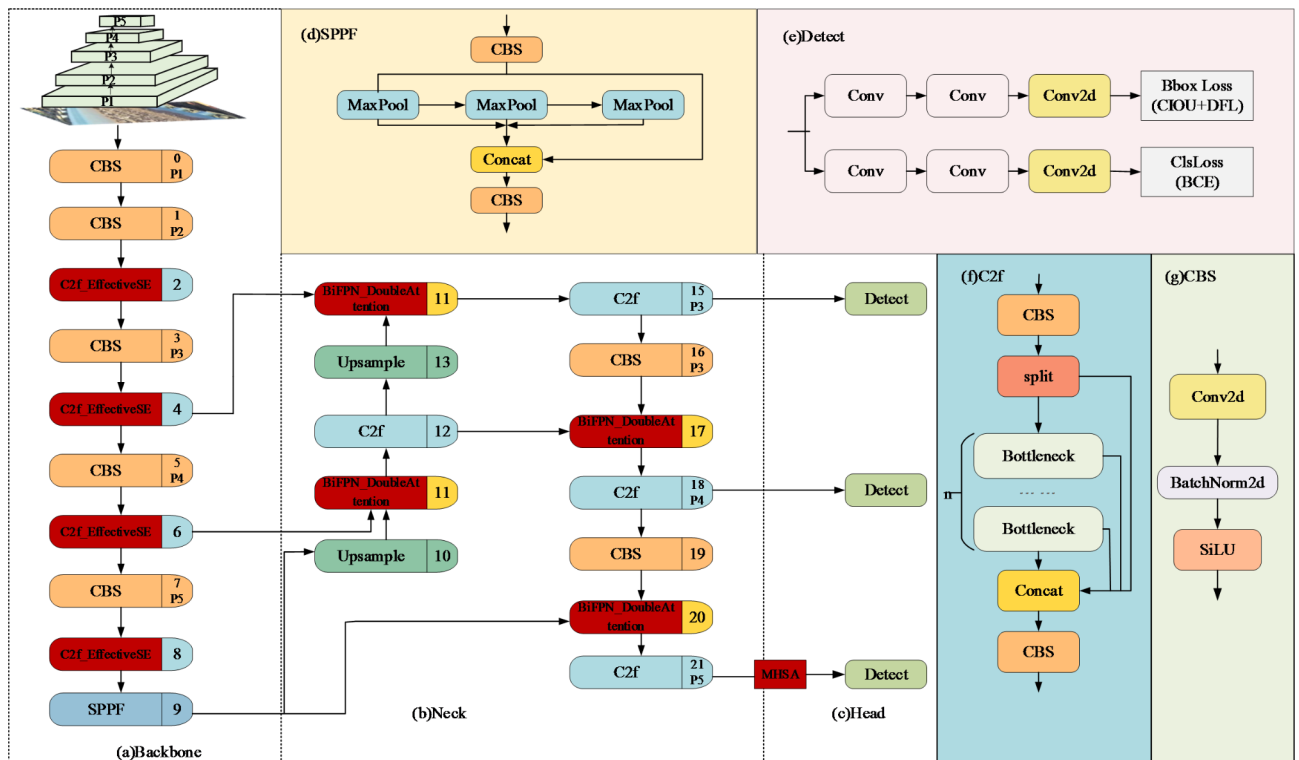 P5
P4
P3
P2
P1
CBS
0
P1
CBS
1
P2
C2f_EffectiveSE
2
CBS
3
P3
C2f_EffectiveSE
4
CBS
5
P4
C2f_EffectiveSE
6
CBS
7
P5
C2f_EffectiveSE
8
SPPF
9
(a)Backbone
BiFPN_DoubleAt
tention
11
Upsample
13
C2f
12
BiFPN_DoubleAt
tention
11
Upsample
10
(b)Neck
C2f
15
P3
CBS
16
P3
BiFPN_DoubleAt
tention
17
C2f
18
P4
CBS
19
BiFPN_DoubleAt
tention
20
C2f
21
P5
MHSA
Detect
Detect
Detect
(c)Head
(d)SPPF
CBS
MaxPool
MaxPool
MaxPool
Concat
CBS
(e)Detect
Conv
Conv
Conv2d
Bbox Loss
(CIOU+DFL)
Conv
Conv
Conv2d
ClsLoss
(BCE)
(f)C2f
CBS
split
Bottleneck
... ...
n
Bottleneck
Concat
CBS
(g)CBS
Conv2d
BatchNorm2d
SiLU